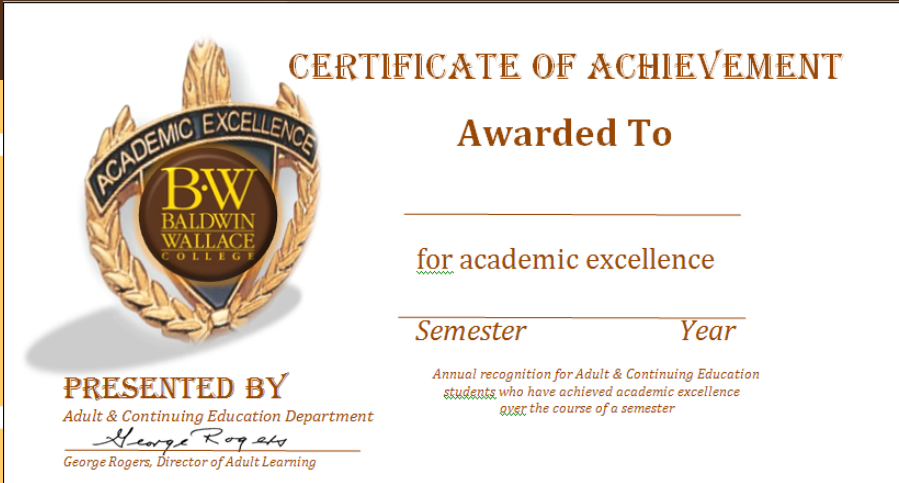 CERTIFICATE OF ACHIEVEMENT
Awarded To
ACADEMIC EXCELLENCE
B·W
BALDWIN
WALLACE
COLLEGE
for academic excellence
Semester Year
Annual recognition for Adult & Continuing Education
students who have achieved academic excellence
over the course of a semester
PRESENTED BY
Adult & Continuing Education Department
George Rogers
George Rogers, Director of Adult Learning